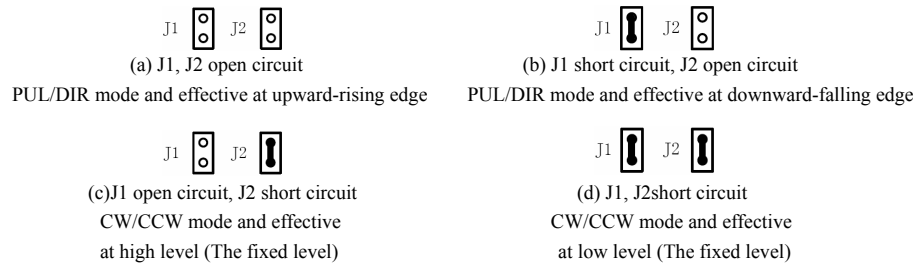 J1 J2
(a) J1, J2 open circuit
PUL/DIR mode and effective at upward-rising edge
J1 J2
(b) J1 short circuit, J2 open circuit
PUL/DIR mode and effective at downward-falling edge
J1 J2
(c)J1 open circuit, J2 short circuit
CW/CCW mode and effective
at high level (The fixed level)
J1 J2
(d) J1, J2short circuit
CW/CCW mode and effective
at low level (The fixed level)